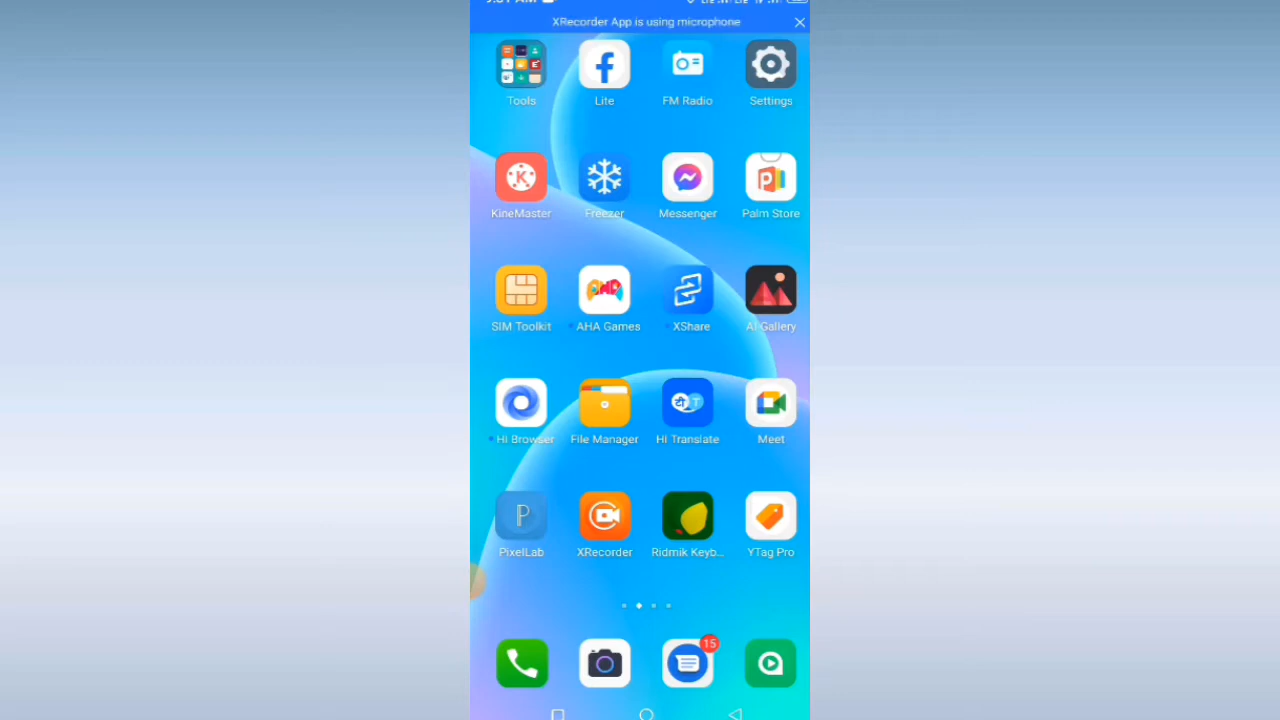 XRecorder App is using microphone
Tools
Lite
FM Radio
Settings
KineMaster
Freezer
Messenger
Palm Store
SIM Toolkit
AHA Games
XShare
AI Gallery
Hi Browser
File Manager
Hi Translate
Meet
PixelLab
XRecorder
Ridmik Keyb...
YTag Pro
15